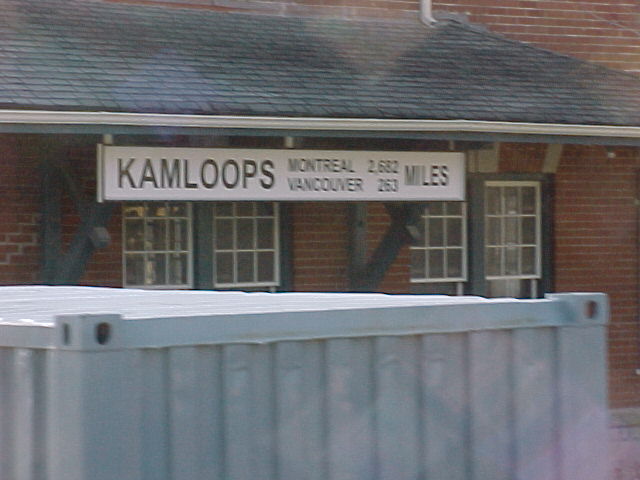 KAMLOOPS MONTREAL 2,682 MILES
VANCOUVER 263